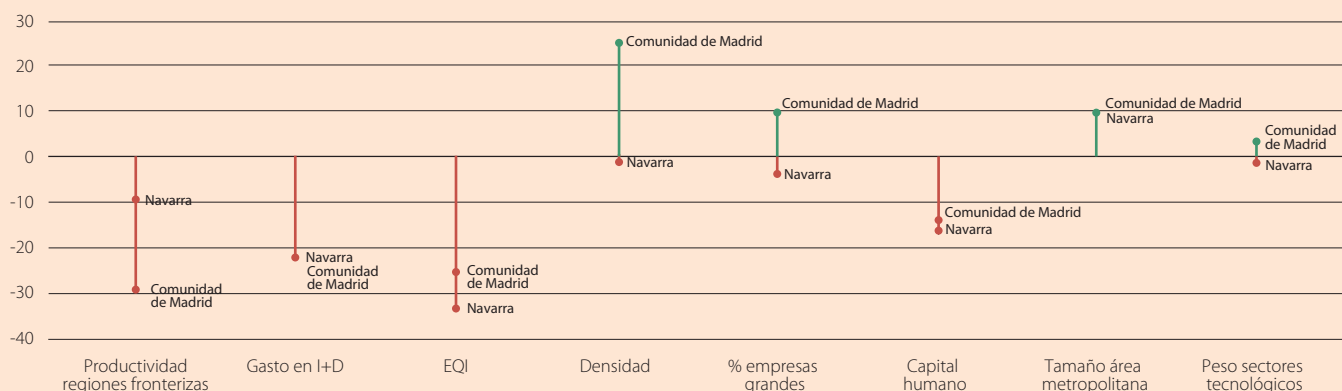 30
20
10
0
-10
-20
-30
-40
Navarra
Comunidad
de Madrid
Navarra
Comunidad
de Madrid
Comunidad
de Madrid
Navarra
Comunidad de Madrid
Navarra
Comunidad de Madrid
Navarra
Comunidad de Madrid
Navarra
Comunidad de Madrid
Navarra
Comunidad
de Madrid
Navarra
Productividad
regiones fronterizas
Gasto en I+D
EQI
Densidad
% empresas
grandes
Capital
humano
Tamaño área
metropolitana
Peso sectores
tecnológicos